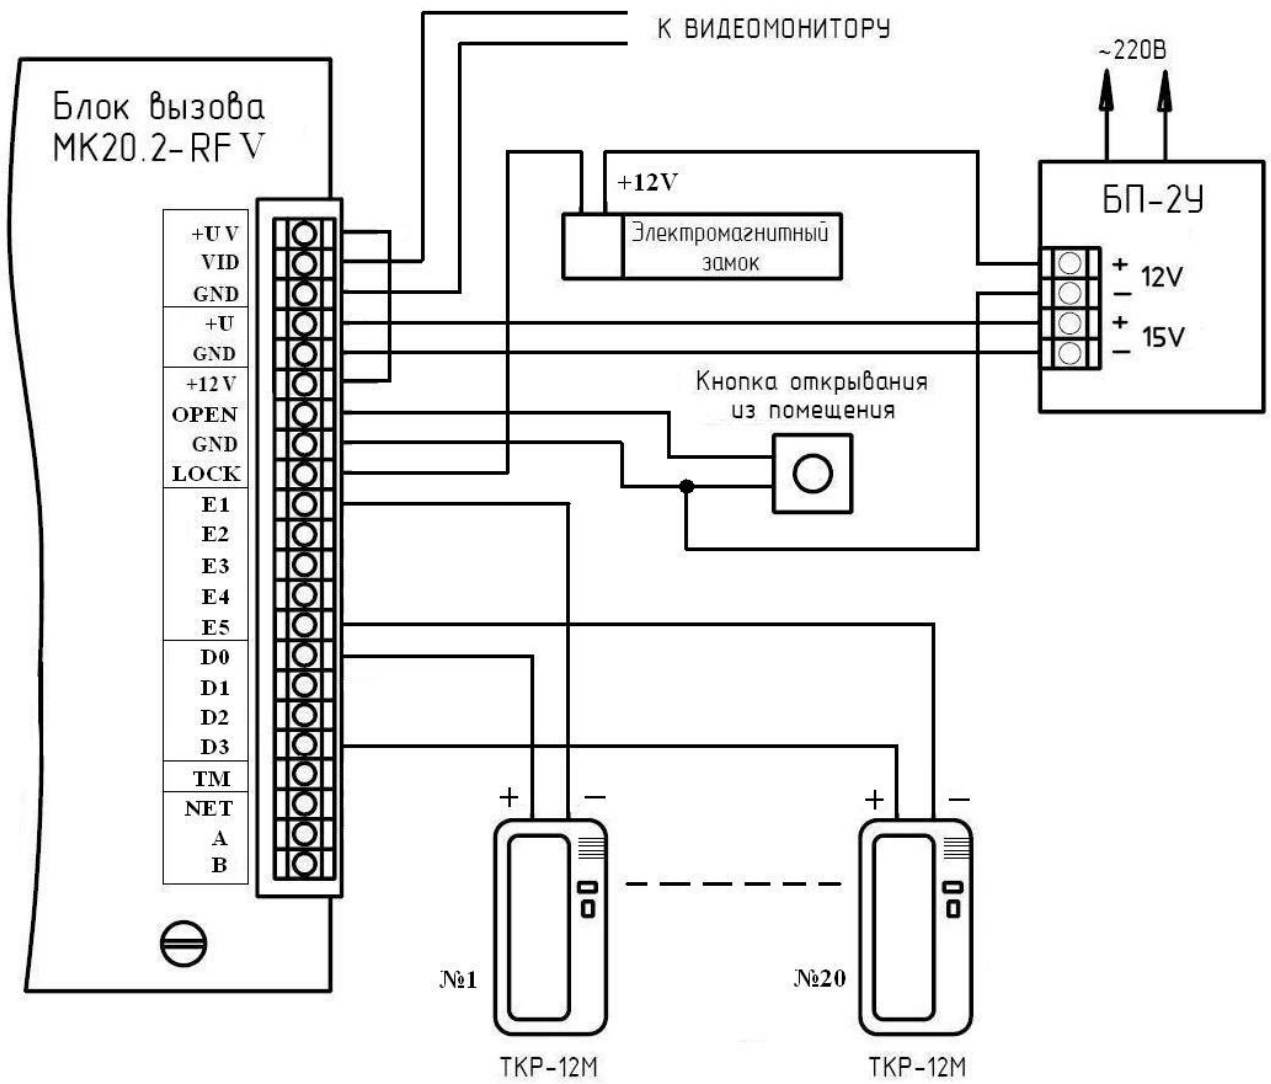 К ВИДЕОМОНИТОРУ
~220В
Блок вызова
МК20.2-RF V
+12V
БП-2У
Электромагнитный
замок
+
12V
−
+
15V
−
+U V
VID
GND
+U
GND
+12 V
OPEN
GND
LOCK
E1
E2
E3
E4
E5
D0
D1
D2
D3
TM
NET
A
B
Кнопка открывания
из помещения
+ −
+ −
№1
№20
ТКР-12М
ТКР-12М